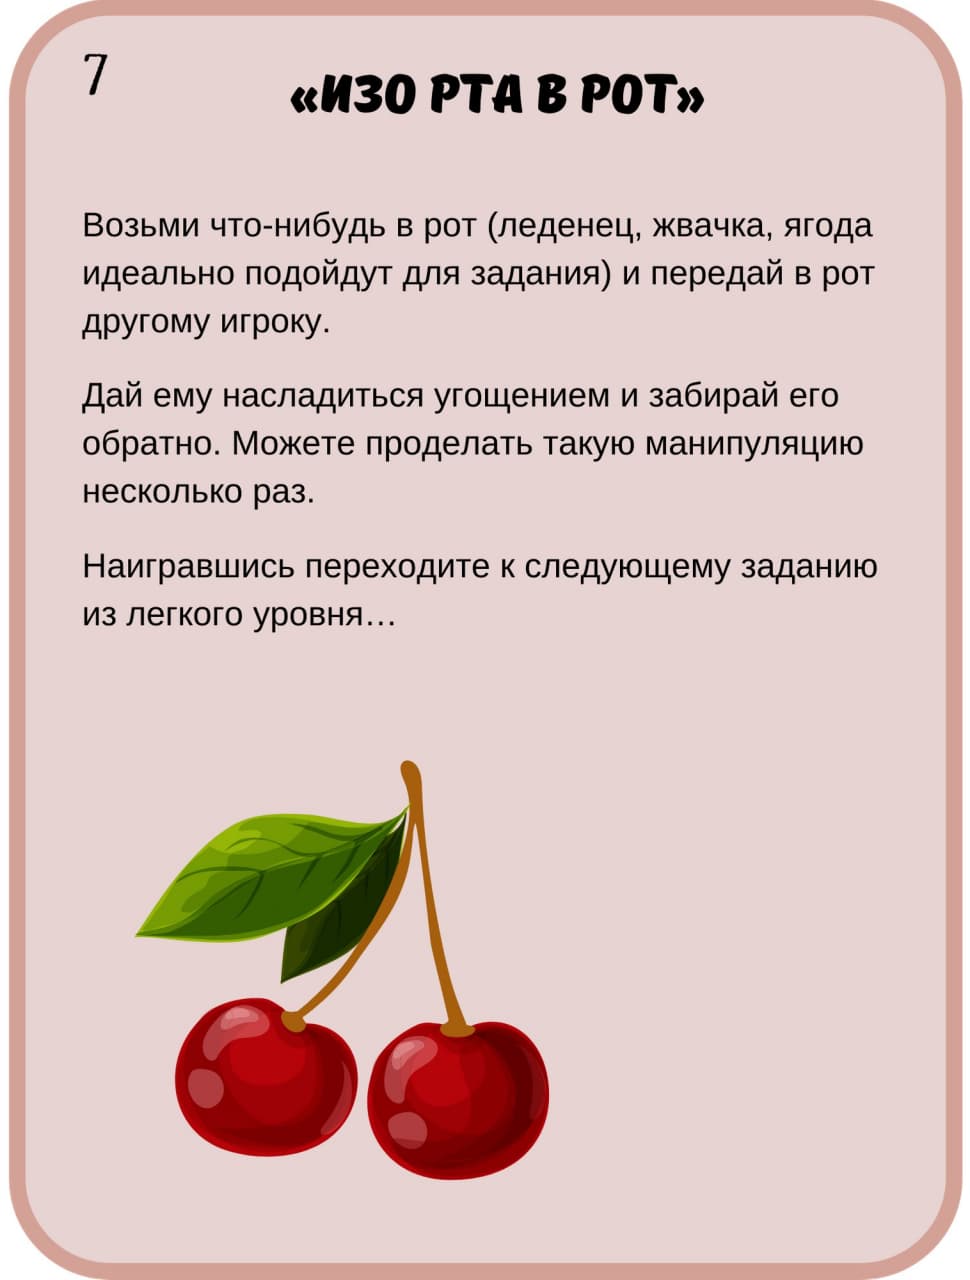 7
«ИЗО РТА В РОТ»
Возьми что-нибудь в рот (леденец, жвачка, ягода
идеально подойдут для задания) и передай в рот
другому игроку.
Дай ему насладиться угощением и забирай его
обратно. Можете проделать такую манипуляцию
несколько раз.
Наигравшись переходите к следующему заданию
из легкого уровня…